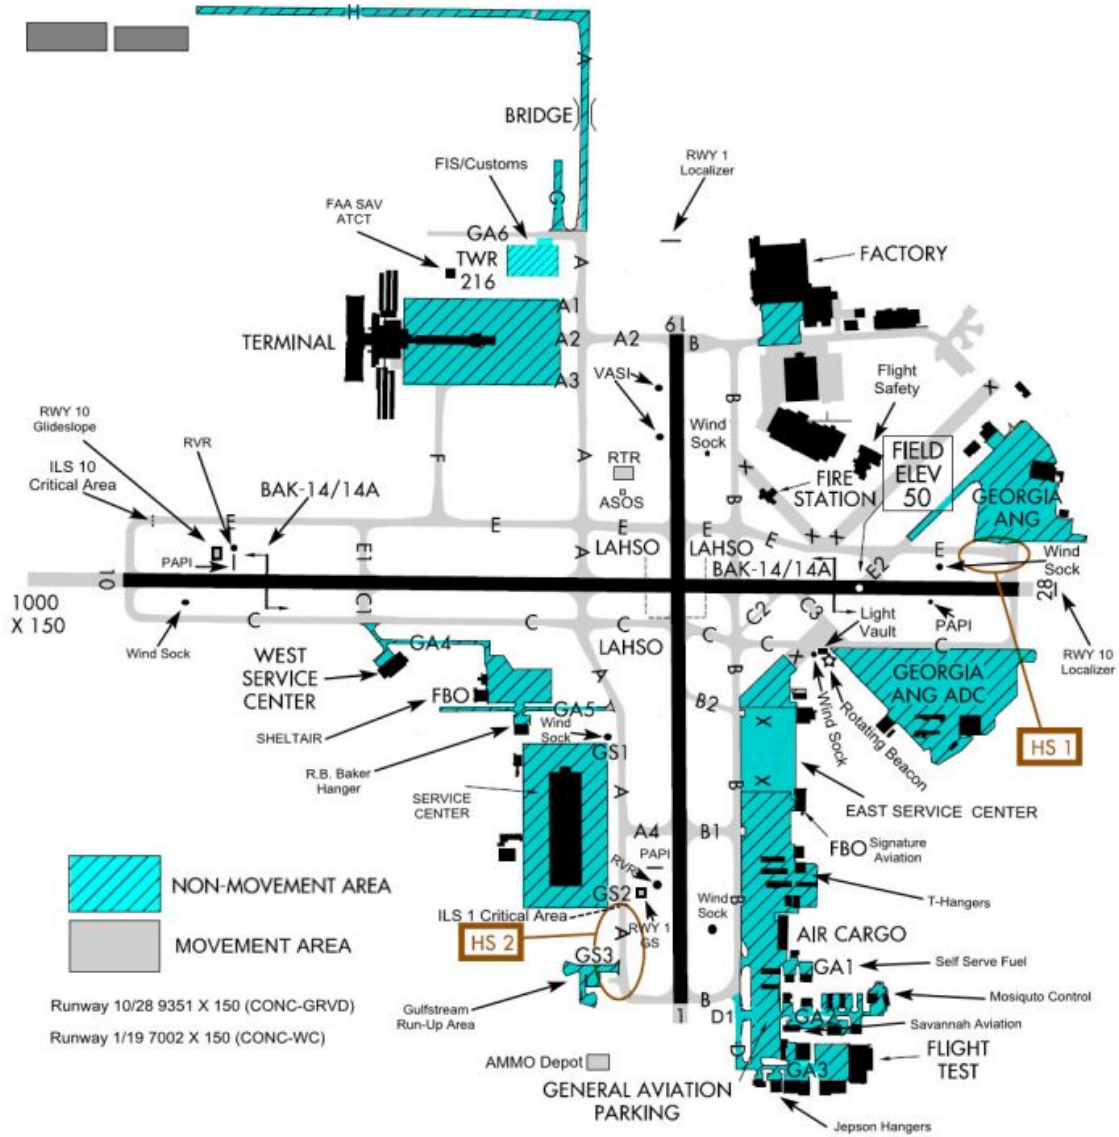 H
A
BRIDGE
RWY 1
Localizer
FIS/Customs
G
FAA SAV
ATCT
GA6
TWR
216
A
FACTORY
A1
A2
A3
TERMINAL
A2
19
B
VASI
Flight
Safety
X
B
RWY 10
Glideslope
RVR
ILS 10
Critical Area
BAK-14/14A
F
A
RTR
ASOS
Wind
Sock
X
B
FIRE
STATION
FIELD
ELEV
50
GEORGIA
ANG
E
E
E
E
E
X
X
E
E1
A
LAHSO
LAHSO
BAK-14/14A
E2
Wind
Sock
PAPI
10
28
1000
X 150
C1
C
C
C
C
C2
C3
C
C
Light
Vault
PAPI
RWY 10
Localizer
Wind Sock
GA4
LAHSO
WEST
SERVICE
CENTER
FBO
A
B
B2
X
GEORGIA
ANG ADC
Wind Sock
Rotating Beacon
SHELTAIR
GA5
Wind
Sock
X
HS 1
R.B. Baker
Hanger
GS1
X
SERVICE
CENTER
A
B
EAST SERVICE CENTER
A4
B1
FBO
Signature
Aviation
PAPI
RVR
NON-MOVEMENT AREA
GS2
B
T-Hangers
ILS 1 Critical Area
RWY 1
GS
Wind
Sock
HS 2
A
AIR CARGO
MOVEMENT AREA
GS3
GA1
Self Serve Fuel
Runway 10/28 9351 X 150 (CONC-GRVD)
Gulfstream
Run-Up Area
B
1
D1
GA2
Mosiquto Control
Savannah Aviation
Runway 1/19 7002 X 150 (CONC-WC)
D
FLIGHT
TEST
AMMO Depot
GA3
GENERAL AVIATION
PARKING
Jepson Hangers